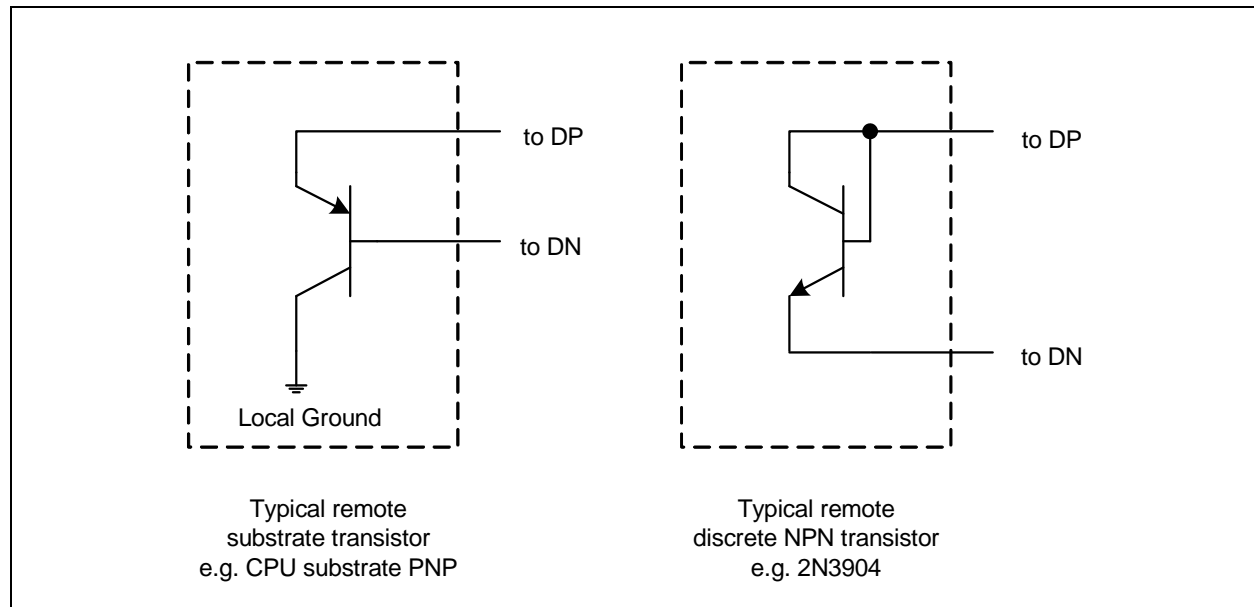 to DP
to DN
Local Ground
Typical remote
substrate transistor
e.g. CPU substrate PNP
to DP
to DN
Typical remote
discrete NPN transistor
e.g. 2N3904